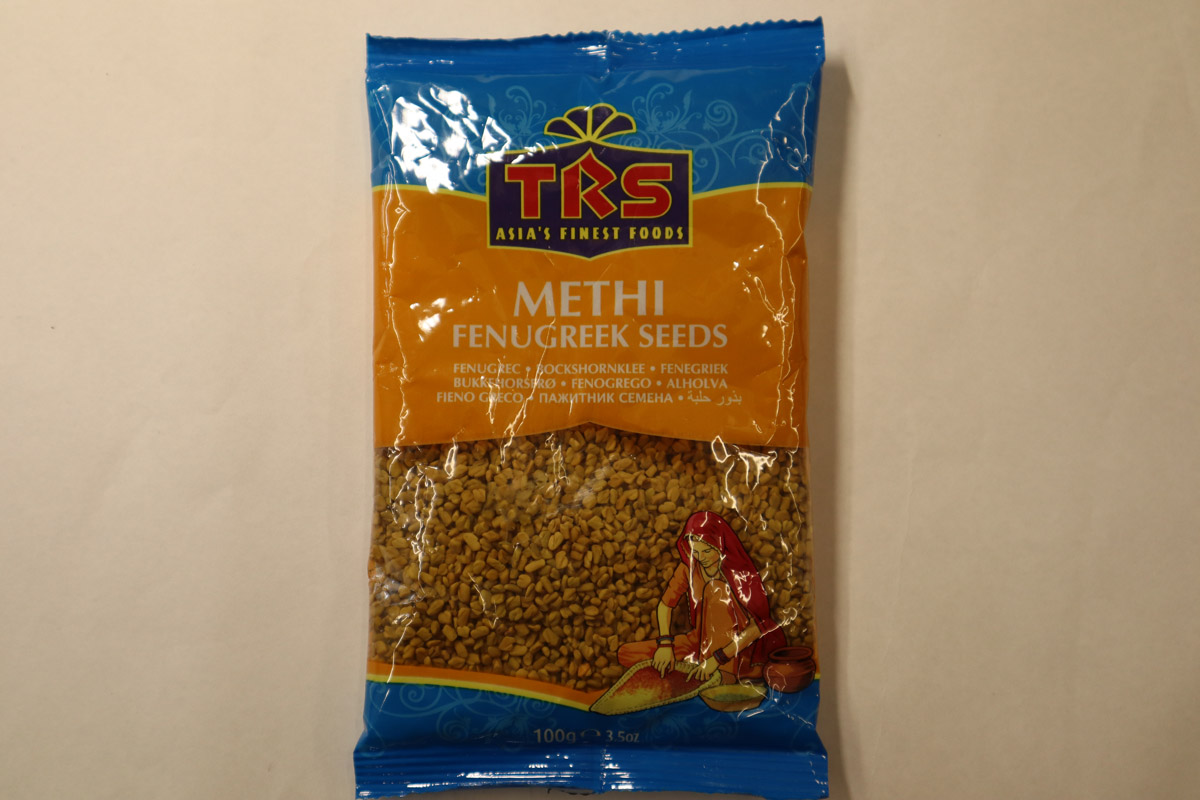 TRS
ASIA'S FINEST FOODS
METHI
FENUGREEK SEEDS
FENUGREC • BOCKSHORNKLEE • FENEGRIEK
BUKKEHORSFRØ • FENOGREGO • ALHOLVA
FIENO GRECO • ПАЖИТНИК СЕМЕНА • بذور حلبة
100g ℮ 3.5oz